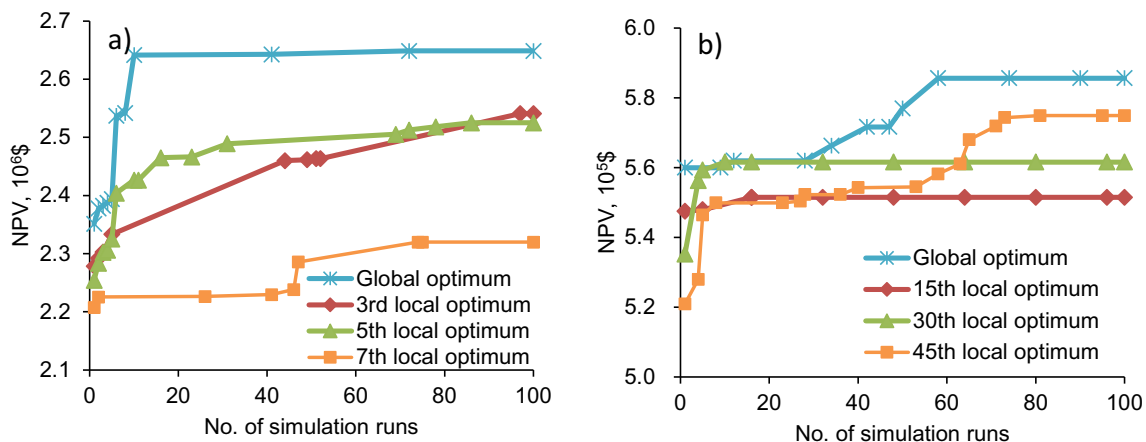 a)
2.7
2.6
2.5
2.4
2.3
2.2
2.1
NPV, 10⁶$
0 20 40 60 80 100
No. of simulation runs
Global optimum
3rd local optimum
5th local optimum
7th local optimum
b)
6.0
5.8
5.6
5.4
5.2
5.0
NPV, 10⁵$
0 20 40 60 80 100
No. of simulation runs
Global optimum
15th local optimum
30th local optimum
45th local optimum